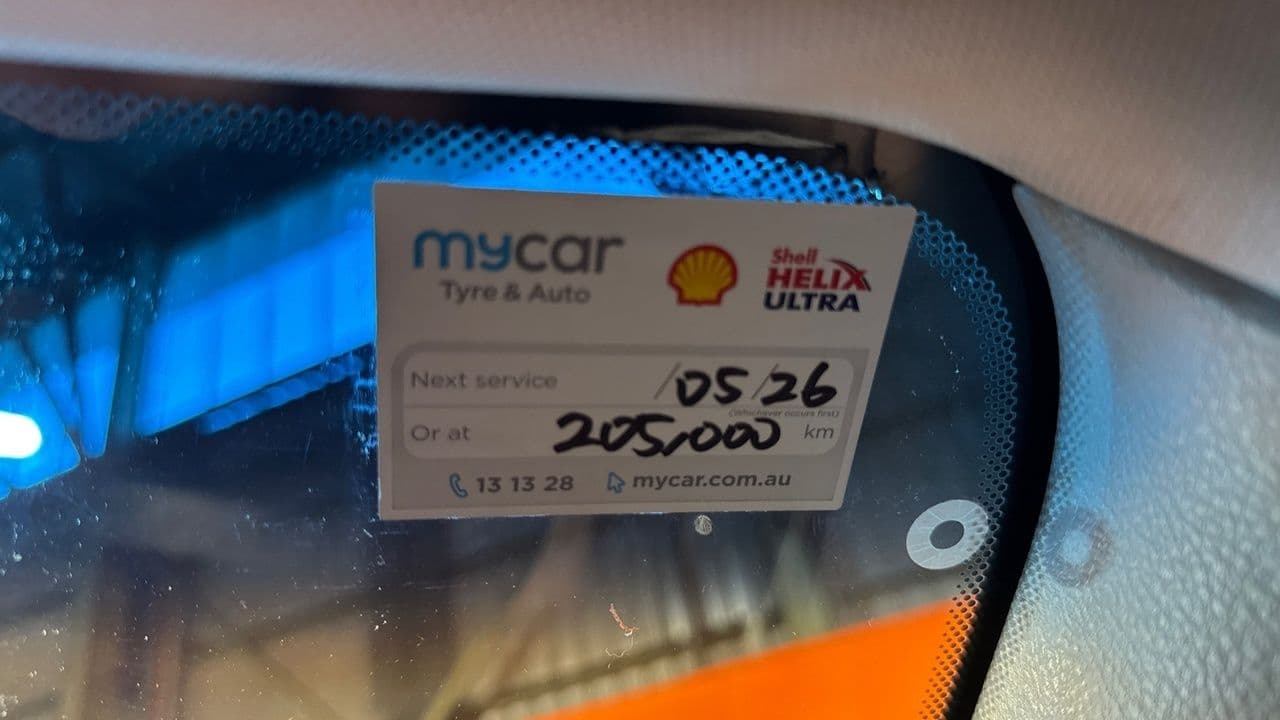 mycar
Tyre & Auto
Shell
HELIX
ULTRA
Next service /05/26
(Whichever occurs first)
Or at 205,000 km
13 13 28 mycar.com.au